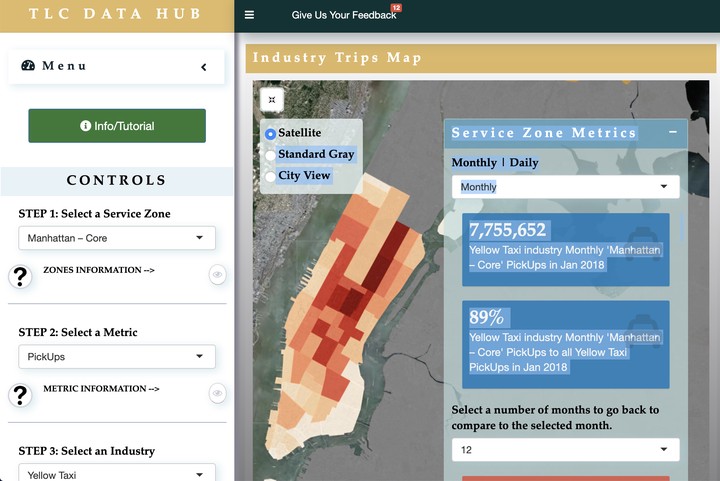 TLC DATA HUB
Menu
Info/Tutorial
CONTROLS
STEP 1: Select a Service Zone
Manhattan – Core
ZONES INFORMATION -->
STEP 2: Select a Metric
PickUps
METRIC INFORMATION -->
STEP 3: Select an Industry
Yellow Taxi
Give Us Your Feedback
12
Industry Trips Map
Satellite
Standard Gray
City View
Service Zone Metrics
Monthly | Daily
Monthly
7,755,652
Yellow Taxi industry Monthly 'Manhattan
– Core' PickUps in Jan 2018
89%
Yellow Taxi industry Monthly 'Manhattan
– Core' PickUps to all Yellow Taxi
PickUps in Jan 2018
Select a number of months to go back to
compare to the selected month.
12